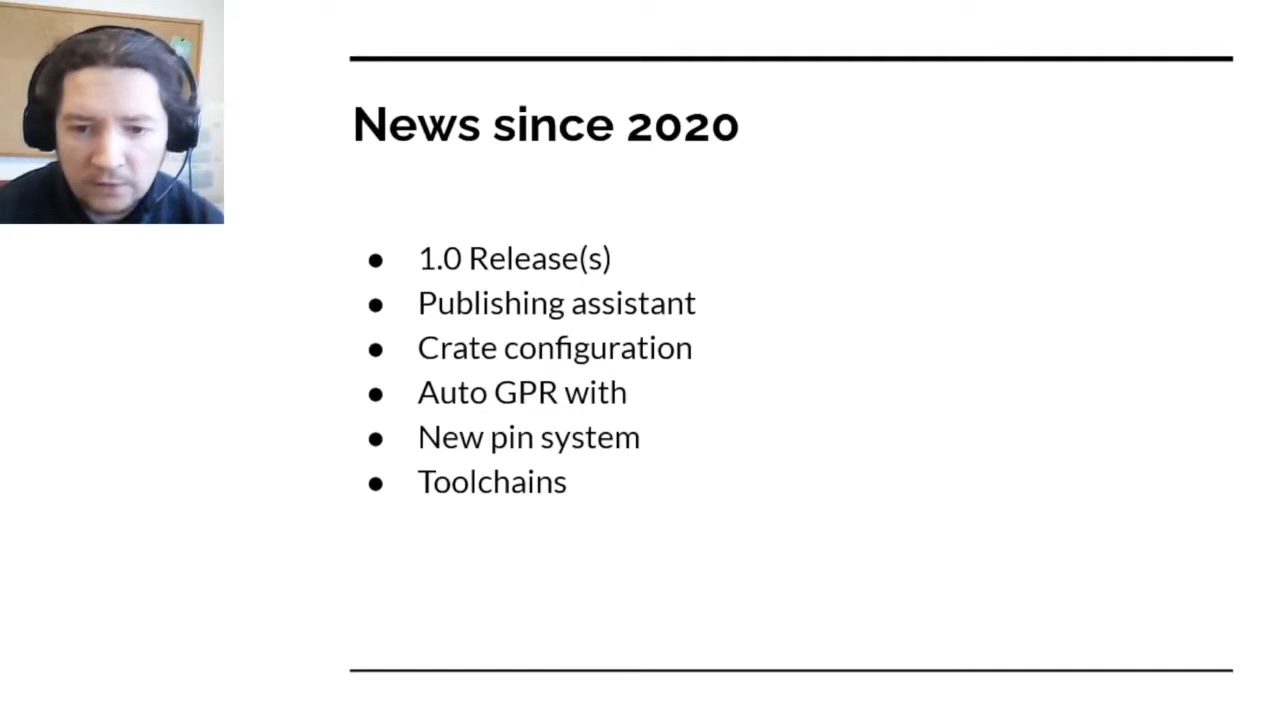 News since 2020
● 1.0 Release(s)
● Publishing assistant
● Crate configuration
● Auto GPR with
● New pin system
● Toolchains